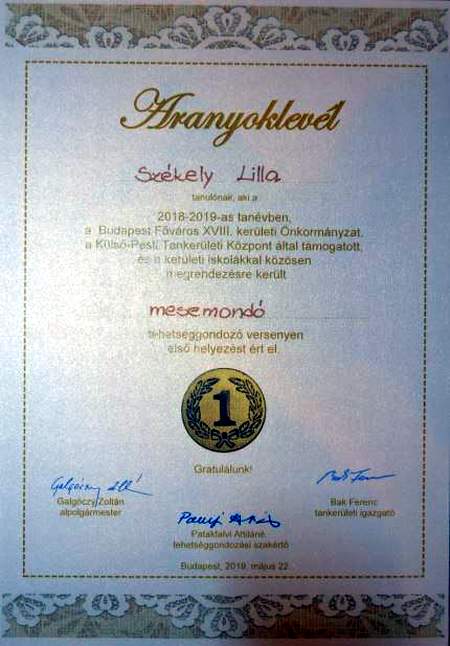 Aranyoklevél
Székely Lilla
tanulónak, aki a
2018-2019-as tanévben,
a Budapest Főváros XVIII. kerületi Önkormányzat,
a Külső-Pesti Tankerületi Központ által támogatott
és a kerületi iskolákkal közösen
megrendezésre került
mesemondó
tehetséggondozó versenyen
első helyezést ért el.
1
Gratulálunk!
Galgóczy Zoltán
alpolgármester
Bak Ferenc
tankerületi igazgató
Patakfalvi Attiláné
tehetséggondozási szakértő
Budapest, 2019. május 22.